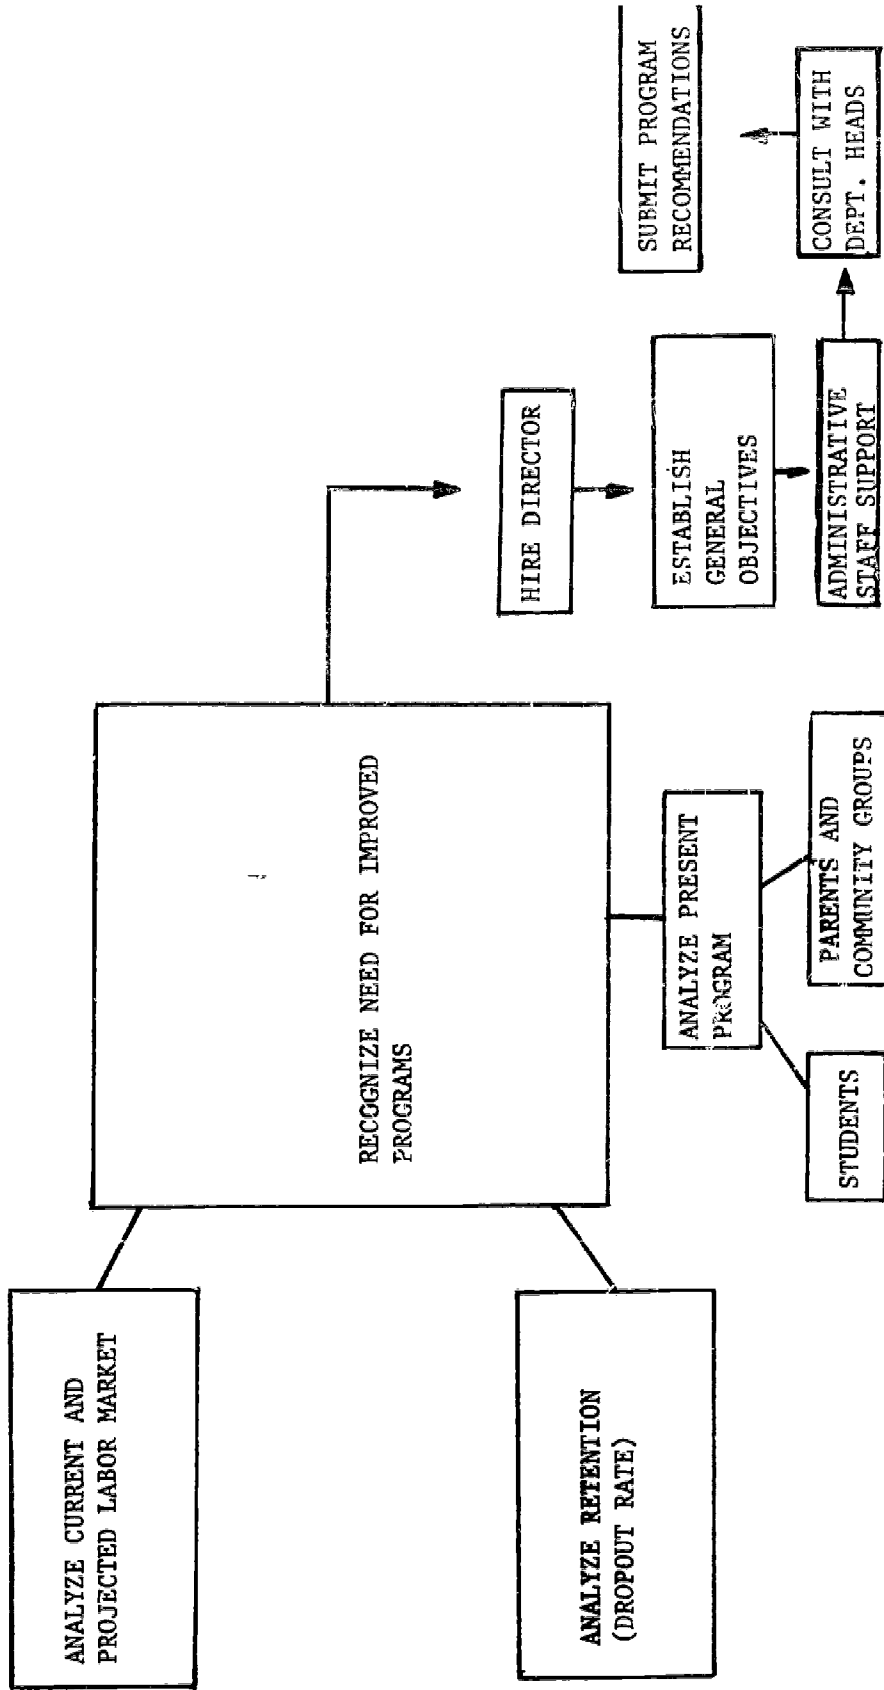 ANALYZE CURRENT AND
PROJECTED LABOR MARKET
ANALYZE RETENTION
(DROPOUT RATE)
RECOGNIZE NEED FOR IMPROVED
PROGRAMS
ANALYZE PRESENT
PROGRAM
STUDENTS
PARENTS AND
COMMUNITY GROUPS
HIRE DIRECTOR
ESTABLISH
GENERAL
OBJECTIVES
ADMINISTRATIVE
STAFF SUPPORT
CONSULT WITH
DEPT. HEADS
SUBMIT PROGRAM
RECOMMENDATIONS